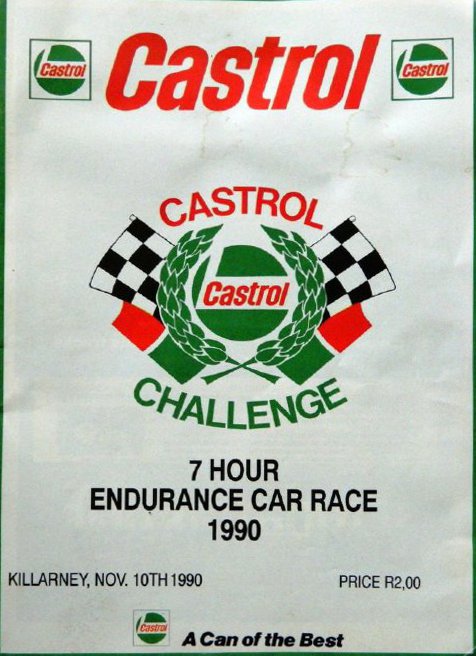 Castrol Castrol Castrol
CASTROL
Castrol
CHALLENGE
7 HOUR
ENDURANCE CAR RACE
1990
KILLARNEY, NOV. 10TH 1990 PRICE R2,00
Castrol A Can of the Best